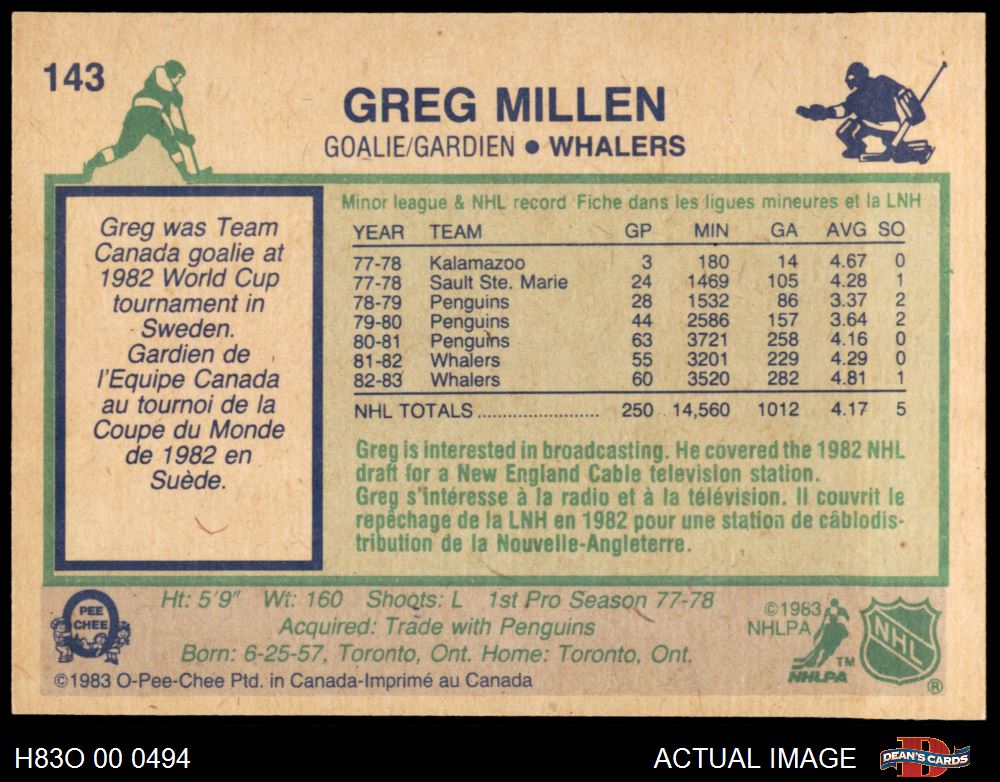 143
GREG MILLEN
GOALIE/GARDIEN • WHALERS
Greg was Team
Canada goalie at
1982 World Cup
tournament in
Sweden.
Gardien de
l'Equipe Canada
au tournoi de la
Coupe du Monde
de 1982 en
Suède.
Minor league & NHL record Fiche dans les ligues mineures et la LNH
YEAR TEAM GP MIN GA AVG SO
77-78 Kalamazoo 3 180 14 4.67 0
77-78 Sault Ste. Marie 24 1469 105 4.28 1
78-79 Penguins 28 1532 86 3.37 2
79-80 Penguins 44 2586 157 3.64 2
80-81 Penguins 63 3721 258 4.16 0
81-82 Whalers 55 3201 229 4.29 0
82-83 Whalers 60 3520 282 4.81 1
NHL TOTALS........................ 250 14,560 1012 4.17 5
Greg is interested in broadcasting. He covered the 1982 NHL
draft for a New England Cable television station.
Greg s'intéresse à la radio et à la télévision. Il couvrit le
repêchage de la LNH en 1982 pour une station de câblodis-
tribution de la Nouvelle-Angleterre.
PEE
CHEE
Ht: 5'9" Wt: 160 Shoots: L 1st Pro Season 77-78
Acquired: Trade with Penguins
Born: 6-25-57, Toronto, Ont. Home: Toronto, Ont.
©1983 O-Pee-Chee Ptd. in Canada-Imprimé au Canada
©1983
NHLPA
TM
NHLPA
NHL
®
H83O 00 0494
ACTUAL IMAGE
DEAN'S CARDS